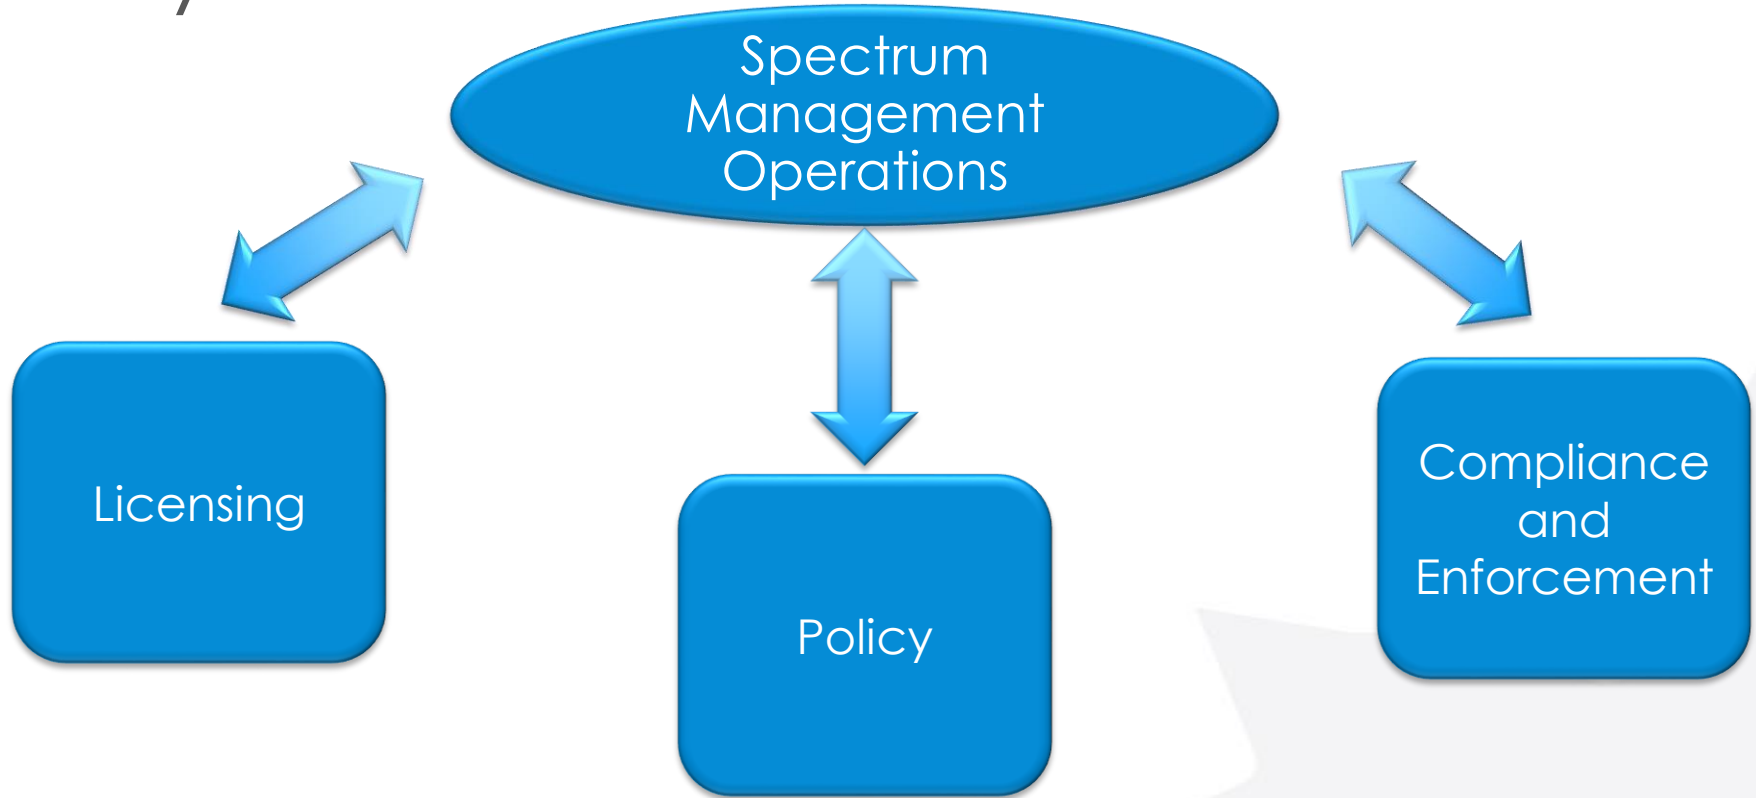 Spectrum
Management
Operations
Licensing
Policy
Compliance
and
Enforcement